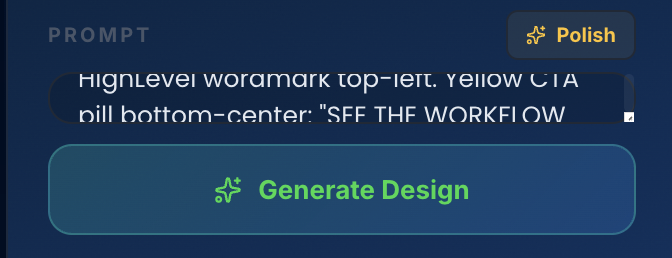 PROMPT
Polish
HighLevel wordmark top-left. Yellow CTA
pill bottom-center: "SEE THE WORKFLOW
Generate Design